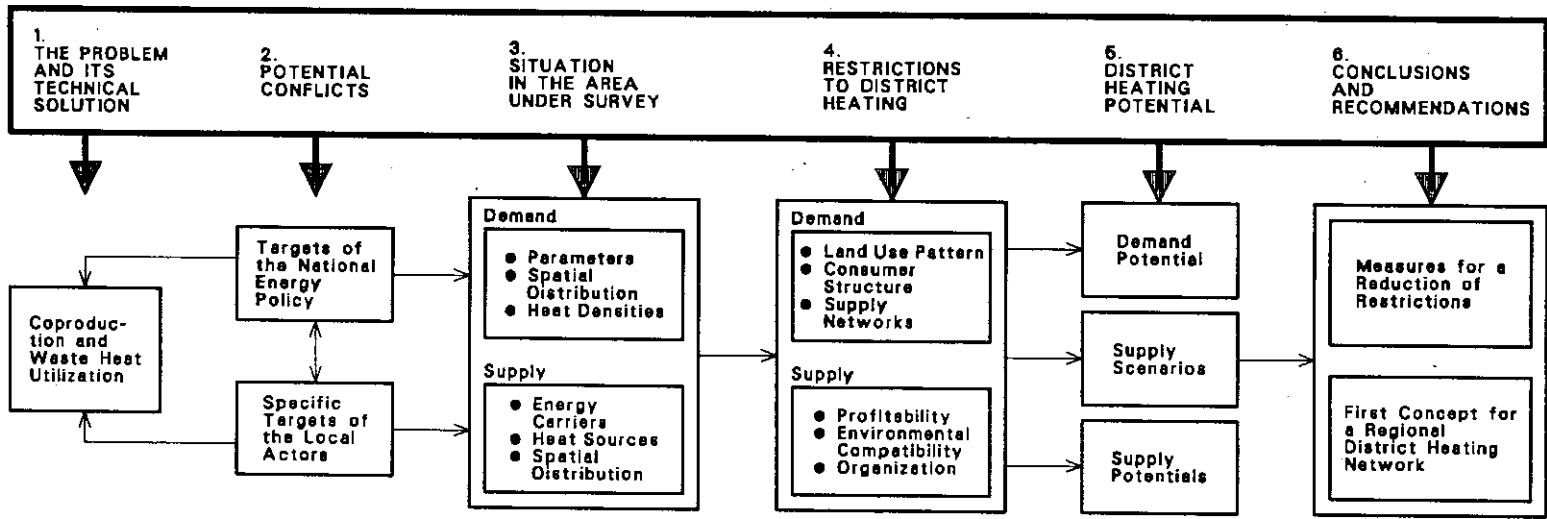 1.
THE PROBLEM
AND ITS
TECHNICAL
SOLUTION
2.
POTENTIAL
CONFLICTS
3.
SITUATION
IN THE AREA
UNDER SURVEY
4.
RESTRICTIONS
TO DISTRICT
HEATING
5.
DISTRICT
HEATING
POTENTIAL
6.
CONCLUSIONS
AND
RECOMMENDATIONS
Coproduc-
tion and
Waste Heat
Utilization
Targets of
the National
Energy
Policy
Specific
Targets of
the Local
Actors
Demand
● Parameters
● Spatial
Distribution
● Heat Densities
Supply
● Energy
Carriers
● Heat Sources
● Spatial
Distribution
Demand
● Land Use Pattern
● Consumer
Structure
● Supply
Networks
Supply
● Profitability
● Environmental
Compatibility
● Organization
Demand
Potential
Supply
Scenarios
Supply
Potentials
Measures for a
Reduction of
Restrictions
First Concept for
a Regional
District Heating
Network